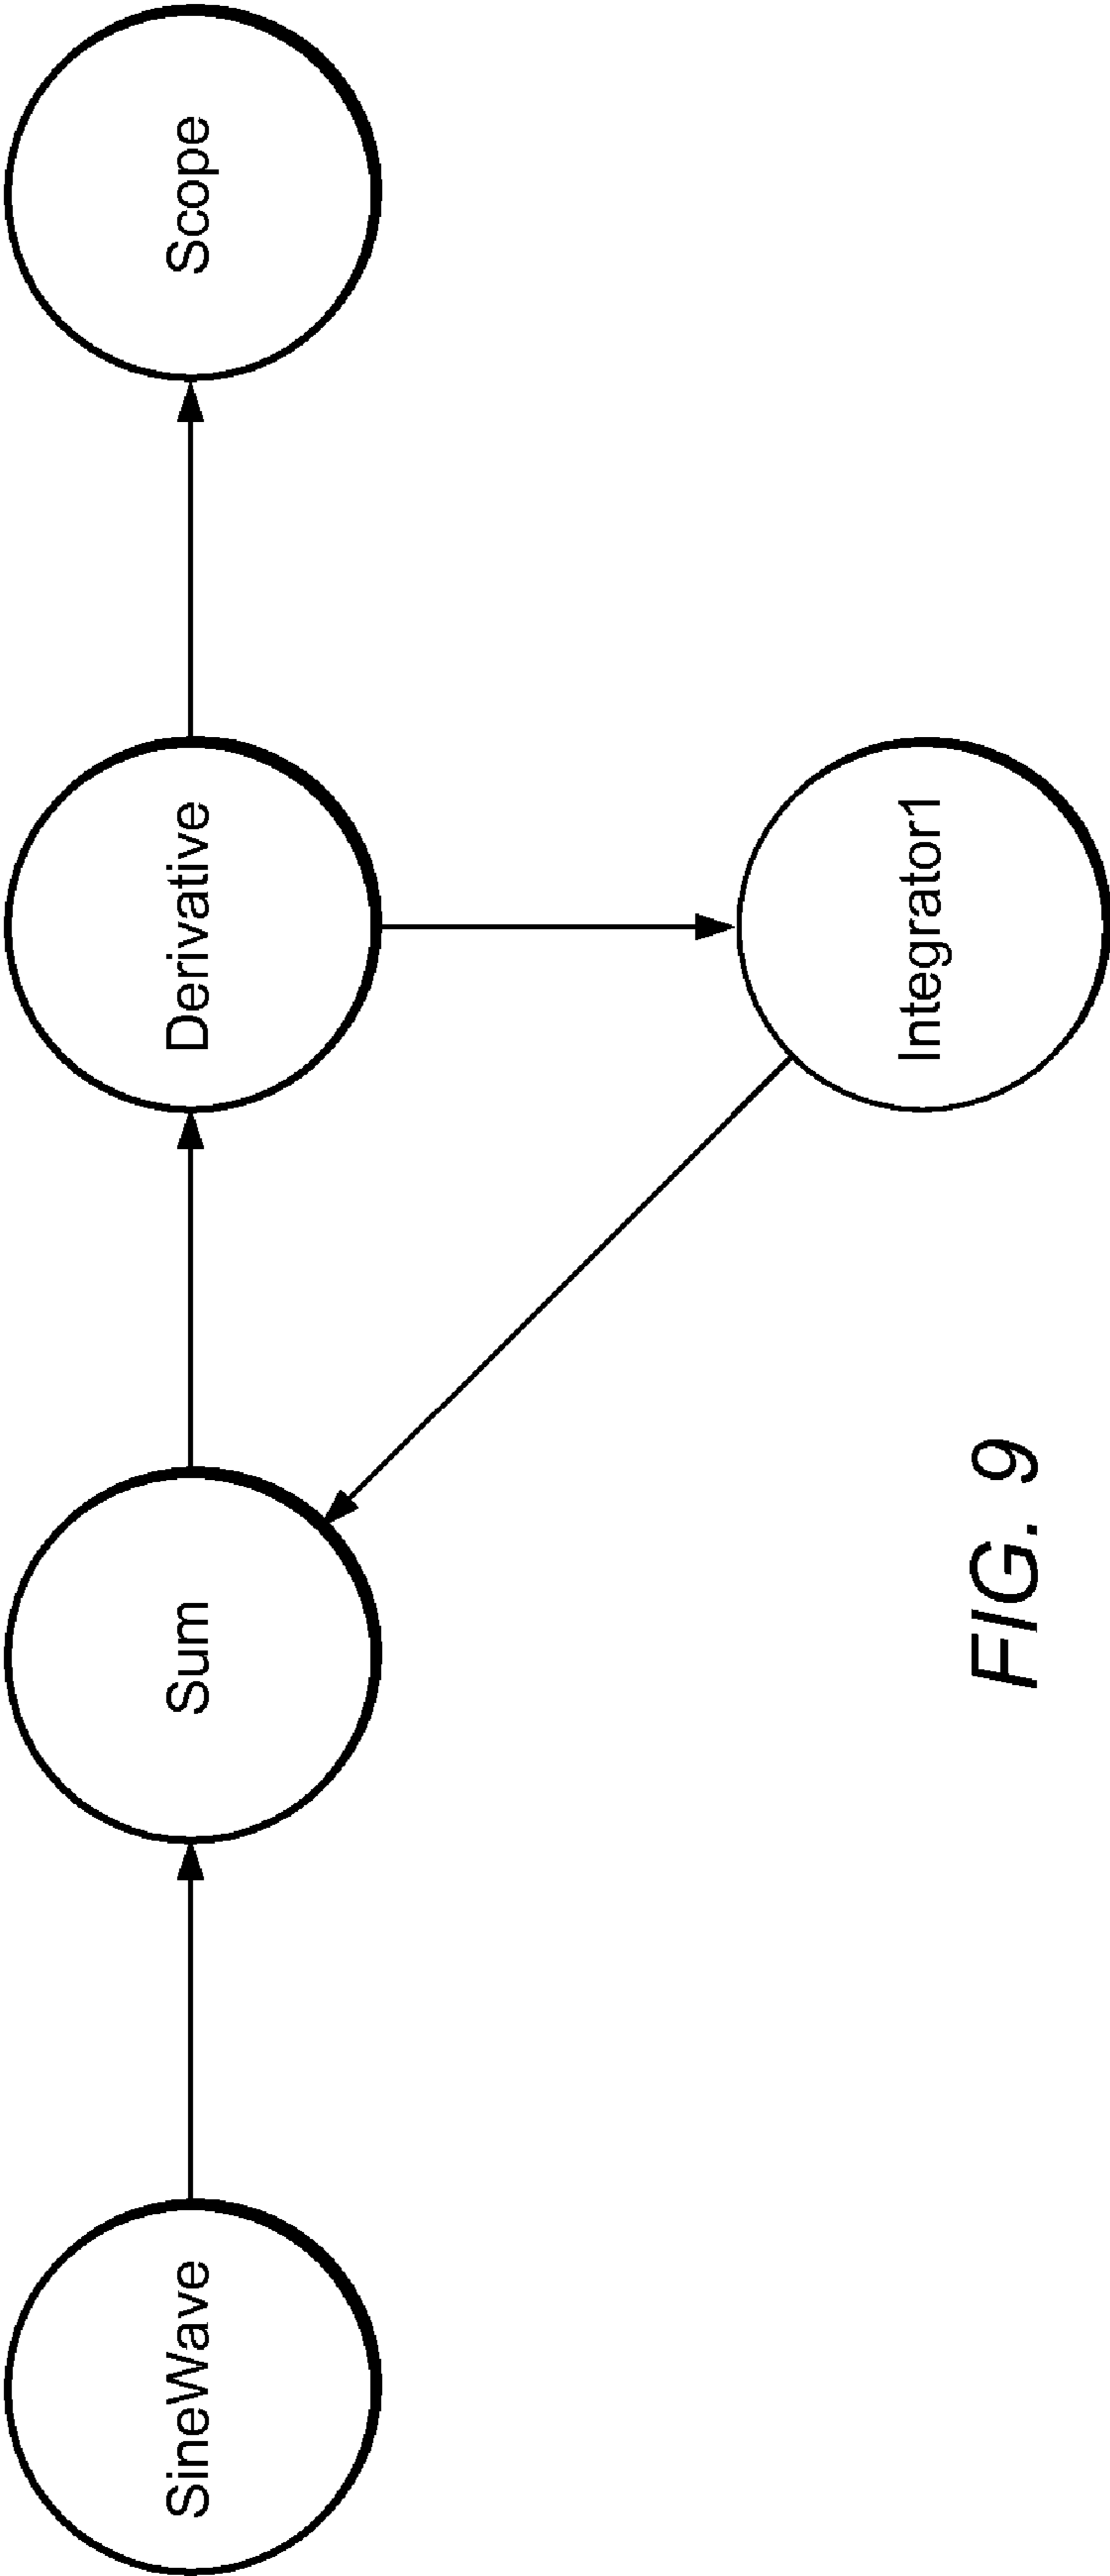 SineWave
Sum
Derivative
Scope
Integrator1
FIG. 9